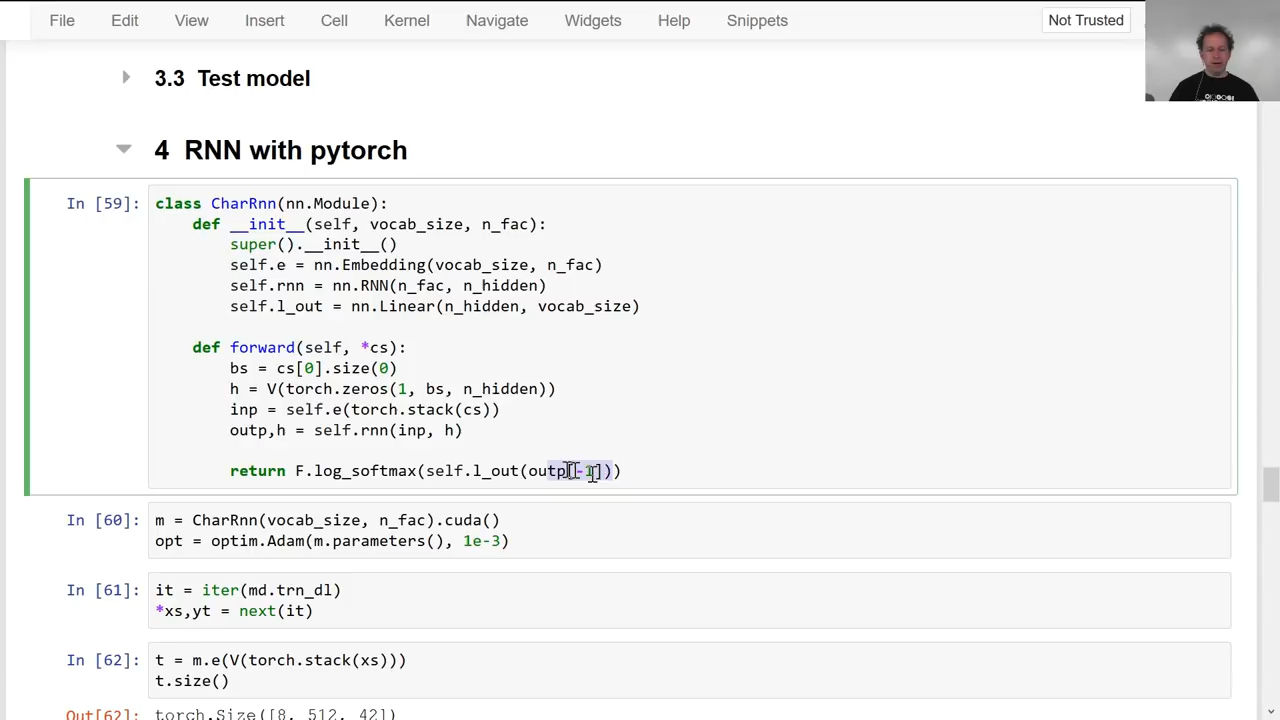 File Edit View Insert Cell Kernel Navigate Widgets Help Snippets Not Trusted
3.3 Test model
4 RNN with pytorch
In [59]: class CharRnn(nn.Module):
    def __init__(self, vocab_size, n_fac):
        super().__init__()
        self.e = nn.Embedding(vocab_size, n_fac)
        self.rnn = nn.RNN(n_fac, n_hidden)
        self.l_out = nn.Linear(n_hidden, vocab_size)
    def forward(self, *cs):
        bs = cs[0].size(0)
        h = V(torch.zeros(1, bs, n_hidden))
        inp = self.e(torch.stack(cs))
        outp,h = self.rnn(inp, h)
        return F.log_softmax(self.l_out(outp[-1]))
In [60]: m = CharRnn(vocab_size, n_fac).cuda()
opt = optim.Adam(m.parameters(), 1e-3)
In [61]: it = iter(md.trn_dl)
*xs,yt = next(it)
In [62]: t = m.e(V(torch.stack(xs)))
t.size()
Out[62]: torch.Size([8, 512, 42])